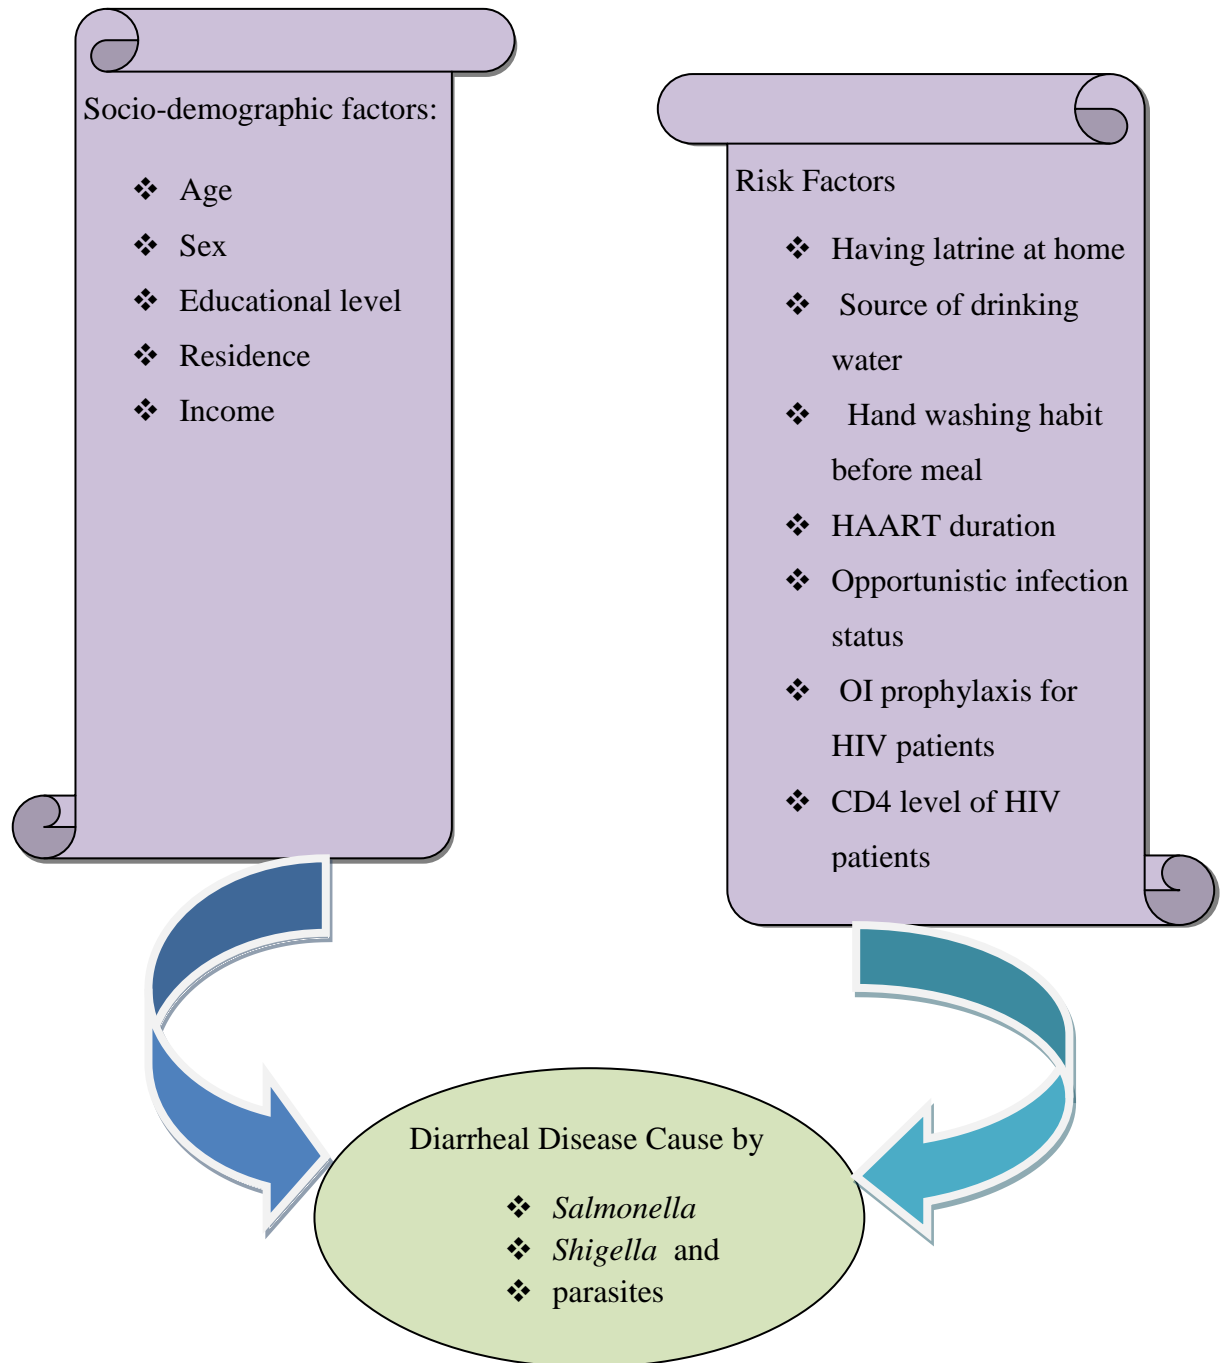 Socio-demographic factors:
❖ Age
❖ Sex
❖ Educational level
❖ Residence
❖ Income
Risk Factors
❖ Having latrine at home
❖ Source of drinking
water
❖ Hand washing habit
before meal
❖ HAART duration
❖ Opportunistic infection
status
❖ OI prophylaxis for
HIV patients
❖ CD4 level of HIV
patients
Diarrheal Disease Cause by
❖ Salmonella
❖ Shigella and
❖ parasites